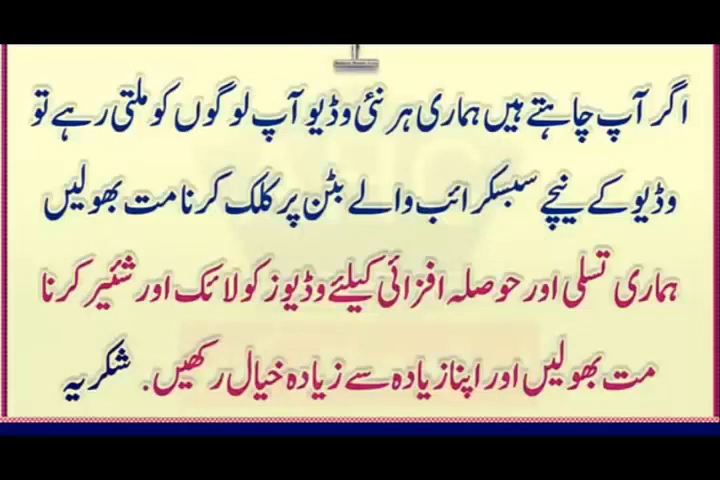 اگر آپ چاہتے ہیں ہماری ہر نئی وڈیو آپ لوگوں کو ملتی رہے تو
وڈیو کے نیچے سبسکرائب والے بٹن پر کلک کرنا مت بھولیں
ہماری تسلی اور حوصلہ افزائی کیلئے وڈیوز کو لائک اور شئیر کرنا
مت بھولیں اور اپنا زیادہ سے زیادہ خیال رکھیں. شکریہ